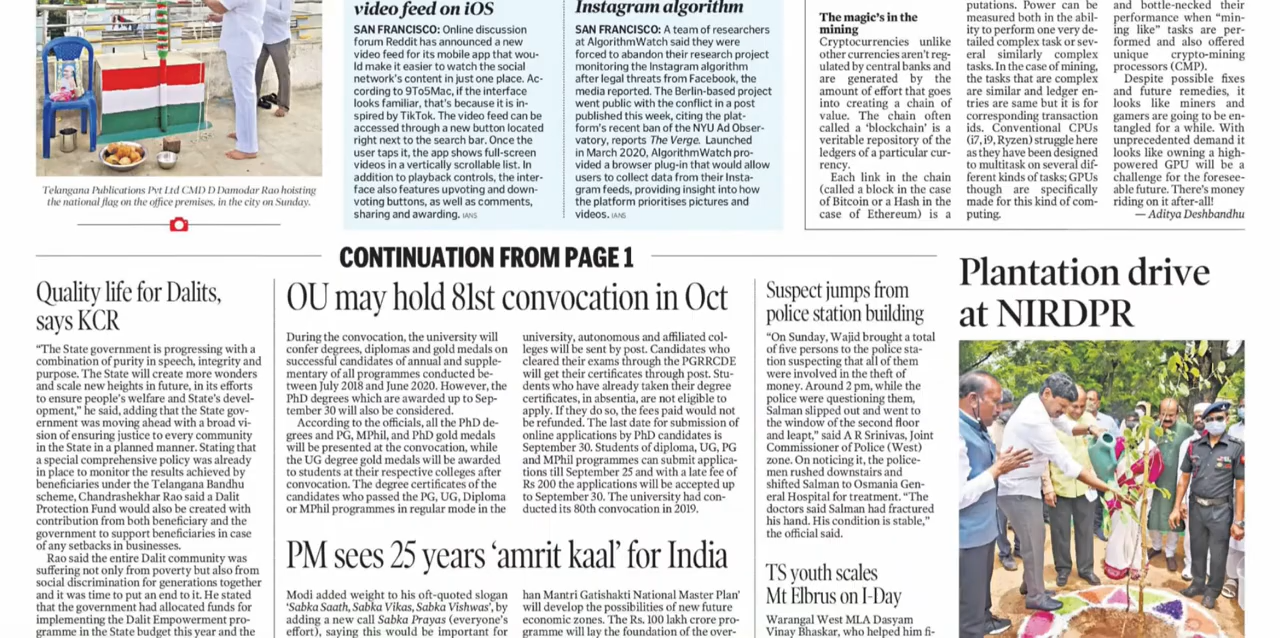 Telangana Publications Pvt Ltd CMD D Damodar Rao hoisting
the national flag on the office premises, in the city on Sunday.
video feed on iOS
SAN FRANCISCO: Online discussion
forum Reddit has announced a new
video feed for its mobile app that wou-
ld make it easier to watch the social
network's content in just one place. Ac-
cording to 9To5Mac, if the interface
looks familiar, that's because it is in-
spired by TikTok. The video feed can be
accessed through a new button located
right next to the search bar. Once the
user taps it, the app shows full-screen
videos in a vertically scrollable list. In
addition to playback controls, the inter-
face also features upvoting and down-
voting buttons, as well as comments,
sharing and awarding. IANS
Instagram algorithm
SAN FRANCISCO: A team of researchers
at AlgorithmWatch said they were
forced to abandon their research project
monitoring the Instagram algorithm
after legal threats from Facebook, the
media reported. The Berlin-based project
went public with the conflict in a post
published this week, citing the plat-
form's recent ban of the NYU Ad Obser-
vatory, reports The Verge. Launched
in March 2020, AlgorithmWatch pro-
vided a browser plug-in that would allow
users to collect data from their Insta-
gram feeds, providing insight into how
the platform prioritises pictures and
videos. IANS
The magic's in the
mining
Cryptocurrencies unlike
other currencies aren't reg-
ulated by central banks and
are generated by the
amount of effort that goes
into creating a chain of
value. The chain often
called a 'blockchain' is a
veritable repository of the
ledgers of a particular cur-
rency.
Each link in the chain
(called a block in the case
of Bitcoin or a Hash in the
case of Ethereum) is a
putations. Power can be
measured both in the abil-
ity to perform one very de-
tailed complex task or sev-
eral similarly complex
tasks. In the case of mining,
the tasks that are complex
are similar and ledger en-
tries are same but it is for
corresponding transaction
ids. Conventional CPUs
(i7, i9, Ryzen) struggle here
as they have been designed
to multitask on several dif-
ferent kinds of tasks; GPUs
though are specifically
made for this kind of com-
puting.
and bottle-necked their
performance when "min-
ing like" tasks are per-
formed and also offered
unique crypto-mining
processors (CMP).
Despite possible fixes
and future remedies, it
looks like miners and
gamers are going to be en-
tangled for a while. With
unprecedented demand it
looks like owning a high-
powered GPU will be a
challenge for the foresee-
able future. There's money
riding on it after-all!
— Aditya Deshbandhu
CONTINUATION FROM PAGE 1
Quality life for Dalits,
says KCR
"The State government is progressing with a
combination of purity in speech, integrity and
purpose. The State will create more wonders
and scale new heights in future, in its efforts
to ensure people's welfare and State's devel-
opment," he said, adding that the State gov-
ernment was moving ahead with a broad vi-
sion of ensuring justice to every community
in the State in a planned manner. Stating that
a special comprehensive policy was already
in place to monitor the results achieved by
beneficiaries under the Telangana Bandhu
scheme, Chandrashekhar Rao said a Dalit
Protection Fund would also be created with
contribution from both beneficiary and the
government to support beneficiaries in case
of any setbacks in businesses.
Rao said the entire Dalit community was
suffering not only from poverty but also from
social discrimination for generations together
and it was time to put an end to it. He stated
that the government had allocated funds for
implementing the Dalit Empowerment pro-
gramme in the State budget this year and the
OU may hold 81st convocation in Oct
During the convocation, the university will
confer degrees, diplomas and gold medals on
successful candidates of annual and supple-
mentary of all programmes conducted be-
tween July 2018 and June 2020. However, the
PhD degrees which are awarded up to Sep-
tember 30 will also be considered.
According to the officials, all the PhD de-
grees and PG, MPhil, and PhD gold medals
will be presented at the convocation, while
the UG degree gold medals will be awarded
to students at their respective colleges after
convocation. The degree certificates of the
candidates who passed the PG, UG, Diploma
or MPhil programmes in regular mode in the
university, autonomous and affiliated col-
leges will be sent by post. Candidates who
cleared their exams through the PGRRCDE
will get their certificates through post. Stu-
dents who have already taken their degree
certificates, in absentia, are not eligible to
apply. If they do so, the fees paid would not
be refunded. The last date for submission of
online applications by PhD candidates is
September 30. Students of diploma, UG, PG
and MPhil programmes can submit applica-
tions till September 25 and with a late fee of
Rs 200 the applications will be accepted up
to September 30. The university had con-
ducted its 80th convocation in 2019.
PM sees 25 years 'amrit kaal' for India
Modi added weight to his oft-quoted slogan
'Sabka Saath, Sabka Vikas, Sabka Vishwas', by
adding a new call Sabka Prayas (everyone's
effort), saying this would be important for
han Mantri Gatishakti National Master Plan'
will develop the possibilities of new future
economic zones. The Rs. 100 lakh crore pro-
gramme will lay the foundation of the over-
Suspect jumps from
police station building
"On Sunday, Wajid brought a total
of five persons to the police sta-
tion suspecting that all of them
were involved in the theft of
money. Around 2 pm, while the
police were questioning them,
Salman slipped out and went to
the window of the second floor
and leapt," said A R Srinivas, Joint
Commissioner of Police (West)
zone. On noticing it, the police-
men rushed downstairs and
shifted Salman to Osmania Gen-
eral Hospital for treatment. "The
doctors said Salman had fractured
his hand. His condition is stable,"
the official said.
TS youth scales
Mt Elbrus on I-Day
Warangal West MLA Dasyam
Vinay Bhaskar, who helped him fi-
Plantation drive
at NIRDPR